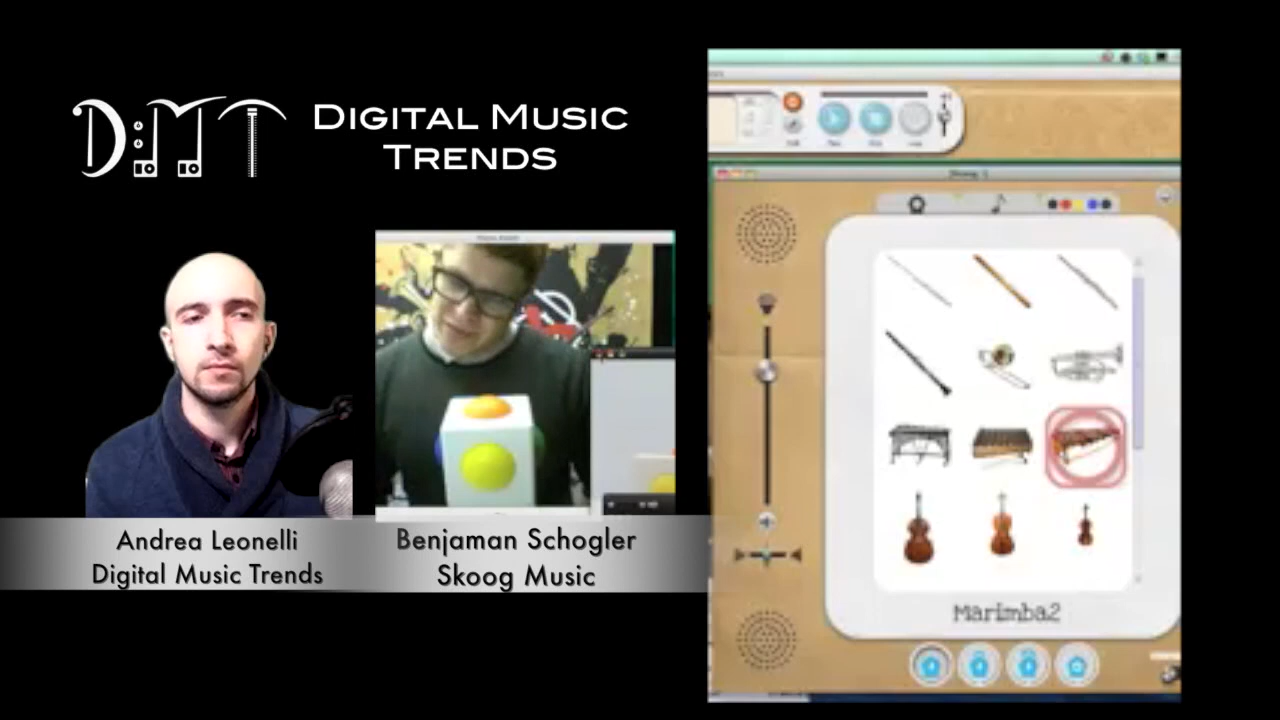 DMT
DIGITAL MUSIC
TRENDS
Andrea Leonelli
Digital Music Trends
Benjaman Schogler
Skoog Music
Marimba2